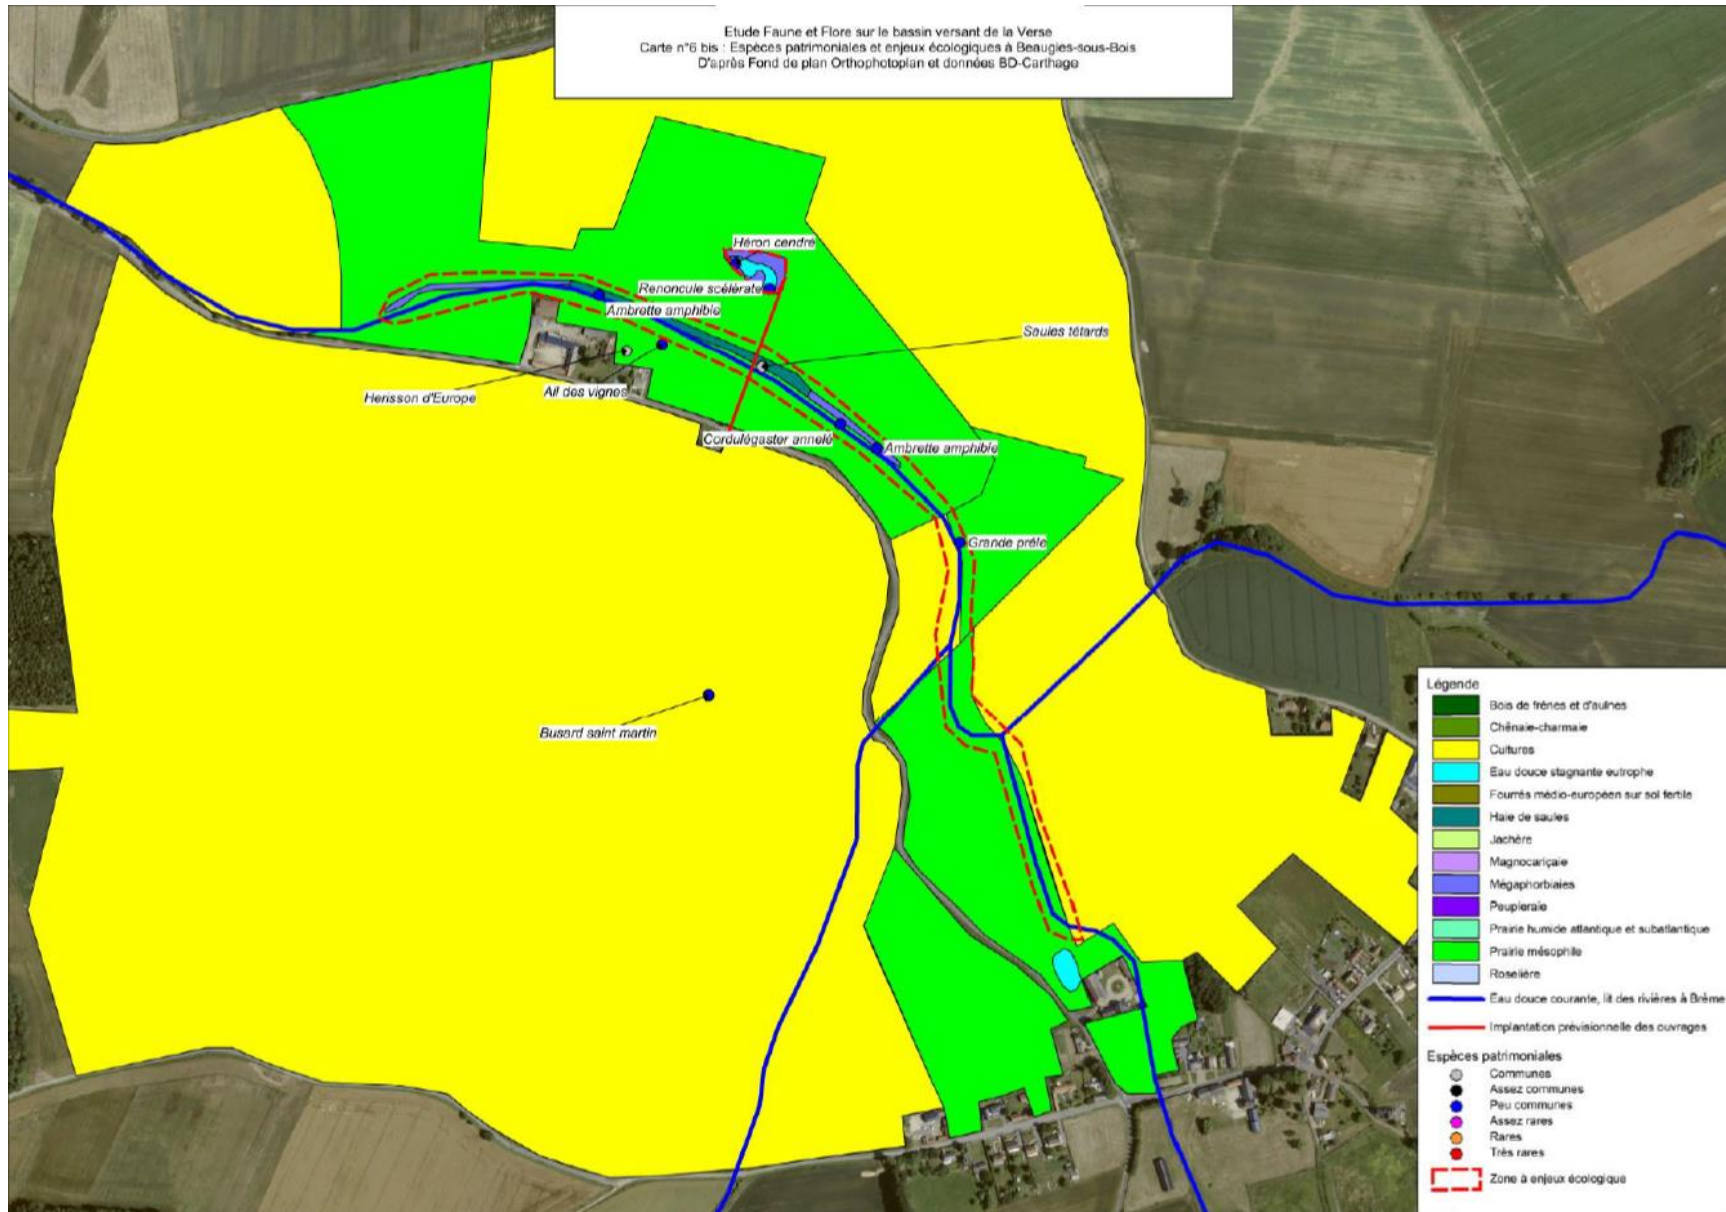 Etude Faune et Flore sur le bassin versant de la Verse
Carte n°6 bis : Espèces patrimoniales et enjeux écologiques à Beaugies-sous-Bois
D'après Fond de plan Orthophotoplan et données BD-Carthage
Héron cendré
Renoncule scélérate
Ambrette amphibie
Saules têtards
Herisson d'Europe
Ail des vignes
Cordulégaster annelé
Ambrette amphibie
Grande prêle
Busard saint martin
Légende
Bois de frênes et d'aulnes
Chênaie-charmaie
Cultures
Eau douce stagnante eutrophe
Fourrés médio-européen sur sol fertile
Haie de saules
Jachère
Magnocariçaie
Mégaphorbiaies
Peupleraie
Prairie humide atlantique et subatlantique
Prairie mésophile
Roselière
Eau douce courante, lit des rivières à Brème
Implantation prévisionnelle des ouvrages
Espèces patrimoniales
Communes
Assez communes
Peu communes
Assez rares
Rares
Très rares
Zone à enjeux écologique